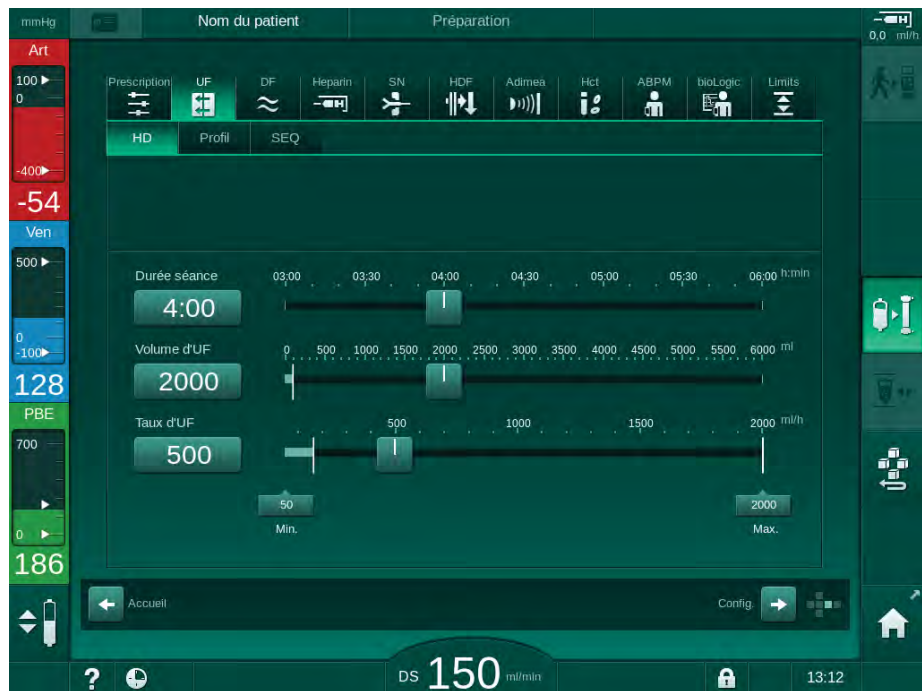 mmHg
Nom du patient
Préparation
0,0 ml/h
Art
100
0
-400
-54
Ven
500
0
-100
128
PBE
700
0
186
Prescription UF DF Heparin SN HDF Adimea Hct ABPM bioLogic Limits
HD Profil SEQ
Durée séance
03:00 03:30 04:00 04:30 05:00 05:30 06:00 h:min
4:00
Volume d'UF
0 500 1000 1500 2000 2500 3000 3500 4000 4500 5000 5500 6000 ml
2000
Taux d'UF
500 1000 1500 2000 ml/h
500
50 2000
Min. Max.
Accueil Config.
? DS 150 ml/min 13:12